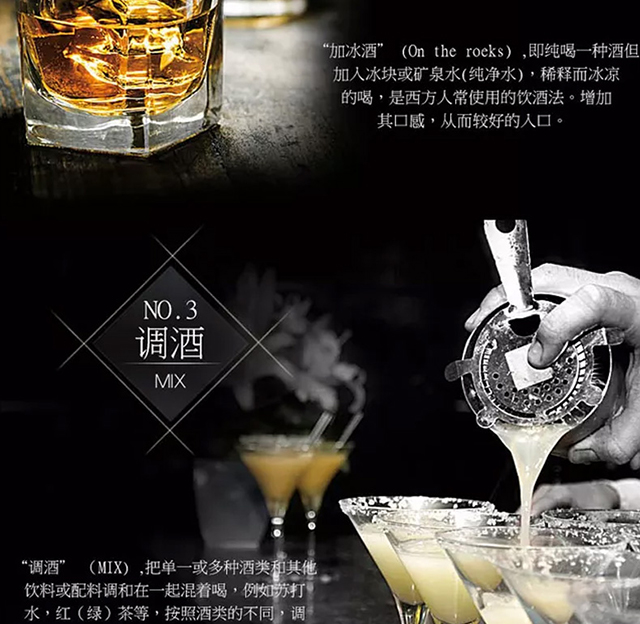 “加冰酒” (On the roeks) ,即纯喝一种酒但
加入冰块或矿泉水(纯净水)，稀释而冰凉
的喝，是西方人常使用的饮酒法。增加
其口感，从而较好的入口。
NO.3
调酒
MIX
“调酒” （MIX) ,把单一或多种酒类和其他
饮料或配料调和在一起混着喝，例如苏打
水，红（绿）茶等，按照酒类的不同，调